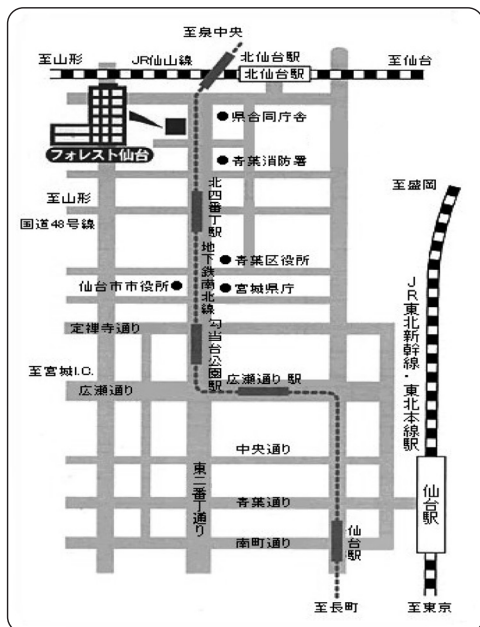 至泉中央
至山形
JR仙山線
北仙台駅
北仙台駅
至仙台
県合同庁舎
フォレスト仙台
青葉消防署
至盛岡
至山形
北四番丁駅
国道48号線
地下鉄南北線
青葉区役所
仙台市市役所
宮城県庁
JR東北新幹線・東北本線駅
定禅寺通り
勾当台公園駅
至宮城I.C.
広瀬通り 駅
広瀬通り
中央通り
東二番丁通り
仙台駅
青葉通り
仙台駅
南町通り
至長町
至東京